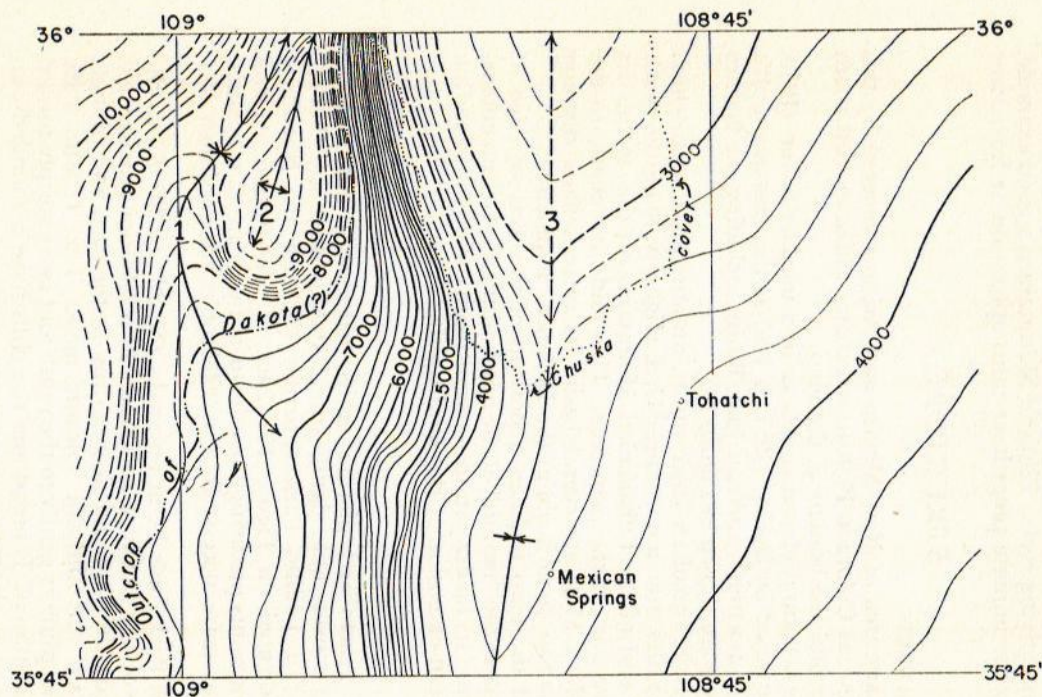 109°
108°45'
36°
36°
10,000
9000
3000
1
2
3
9000
8000
cover
Dakota(?)
7000
6000
5000
4000
4000
Chuska
Tohatchi
of
Outcrop
Mexican
Springs
35°45'
35°45'
109°
108°45'